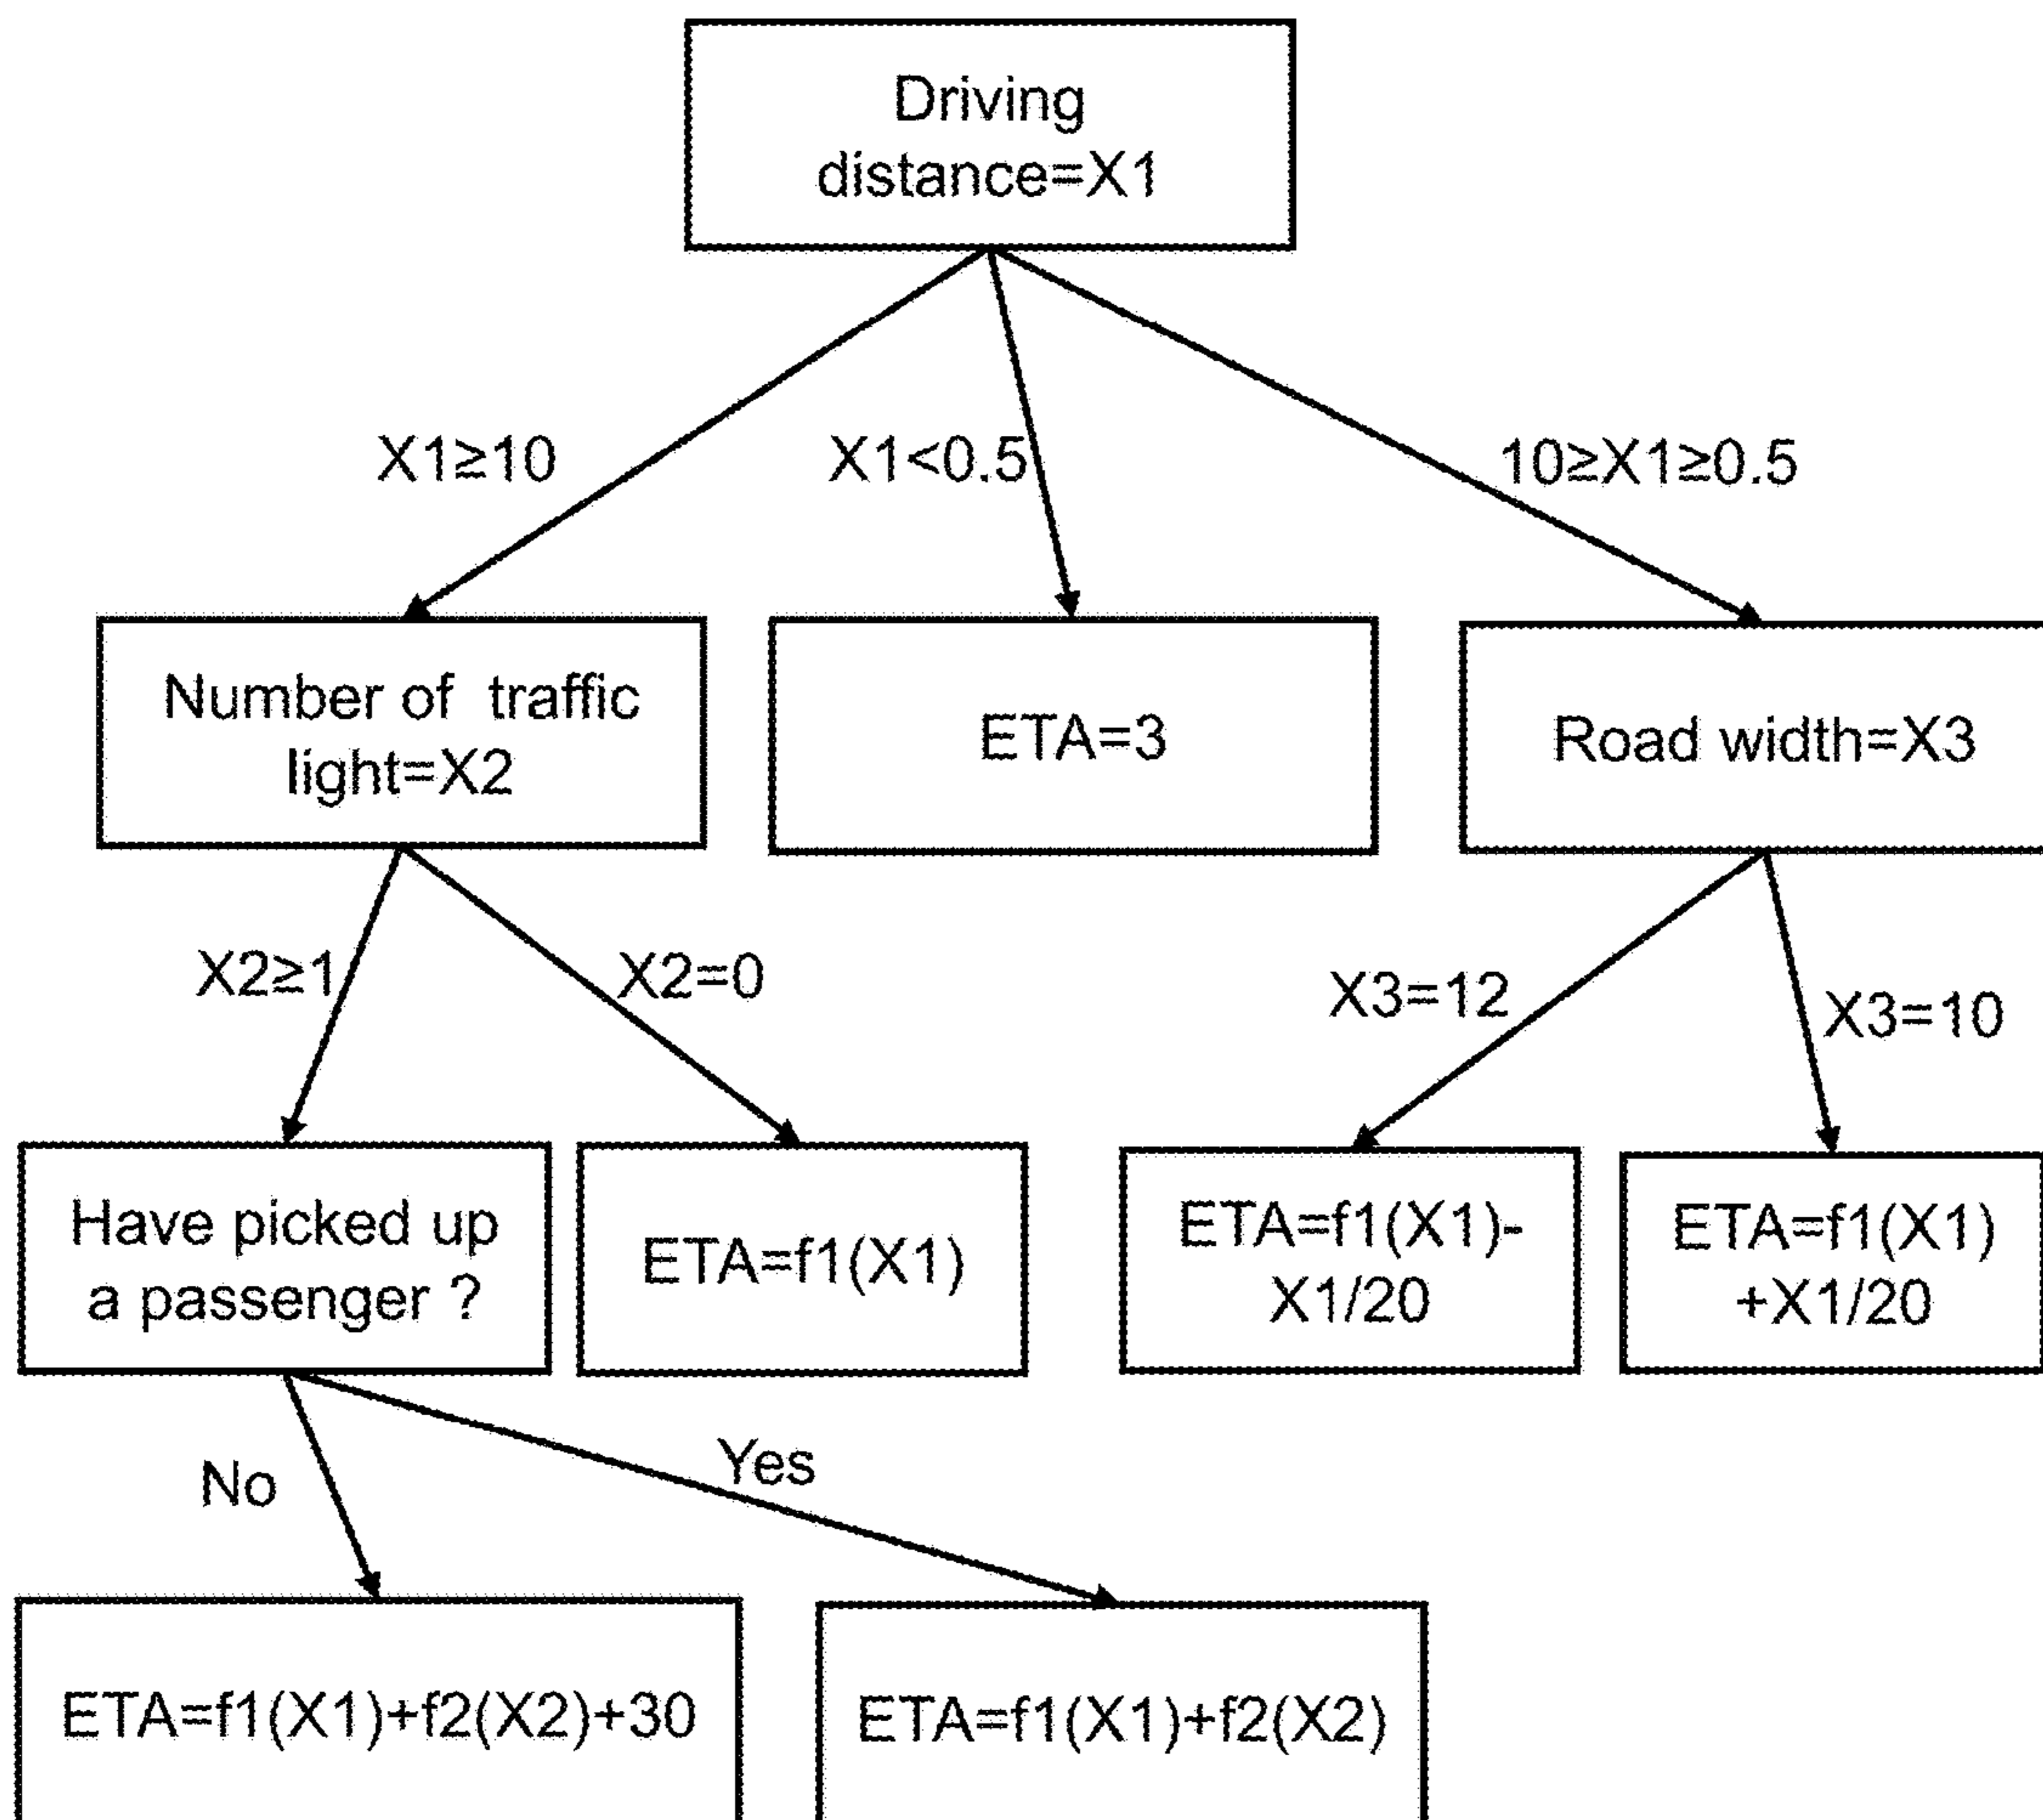 Driving
distance=X1
X1≥10
X1<0.5
10≥X1≥0.5
Number of traffic
light=X2
ETA=3
Road width=X3
X2≥1
X2=0
X3=12
X3=10
Have picked up
a passenger ?
ETA=f1(X1)
ETA=f1(X1)-
X1/20
ETA=f1(X1)
+X1/20
No
Yes
ETA=f1(X1)+f2(X2)+30
ETA=f1(X1)+f2(X2)